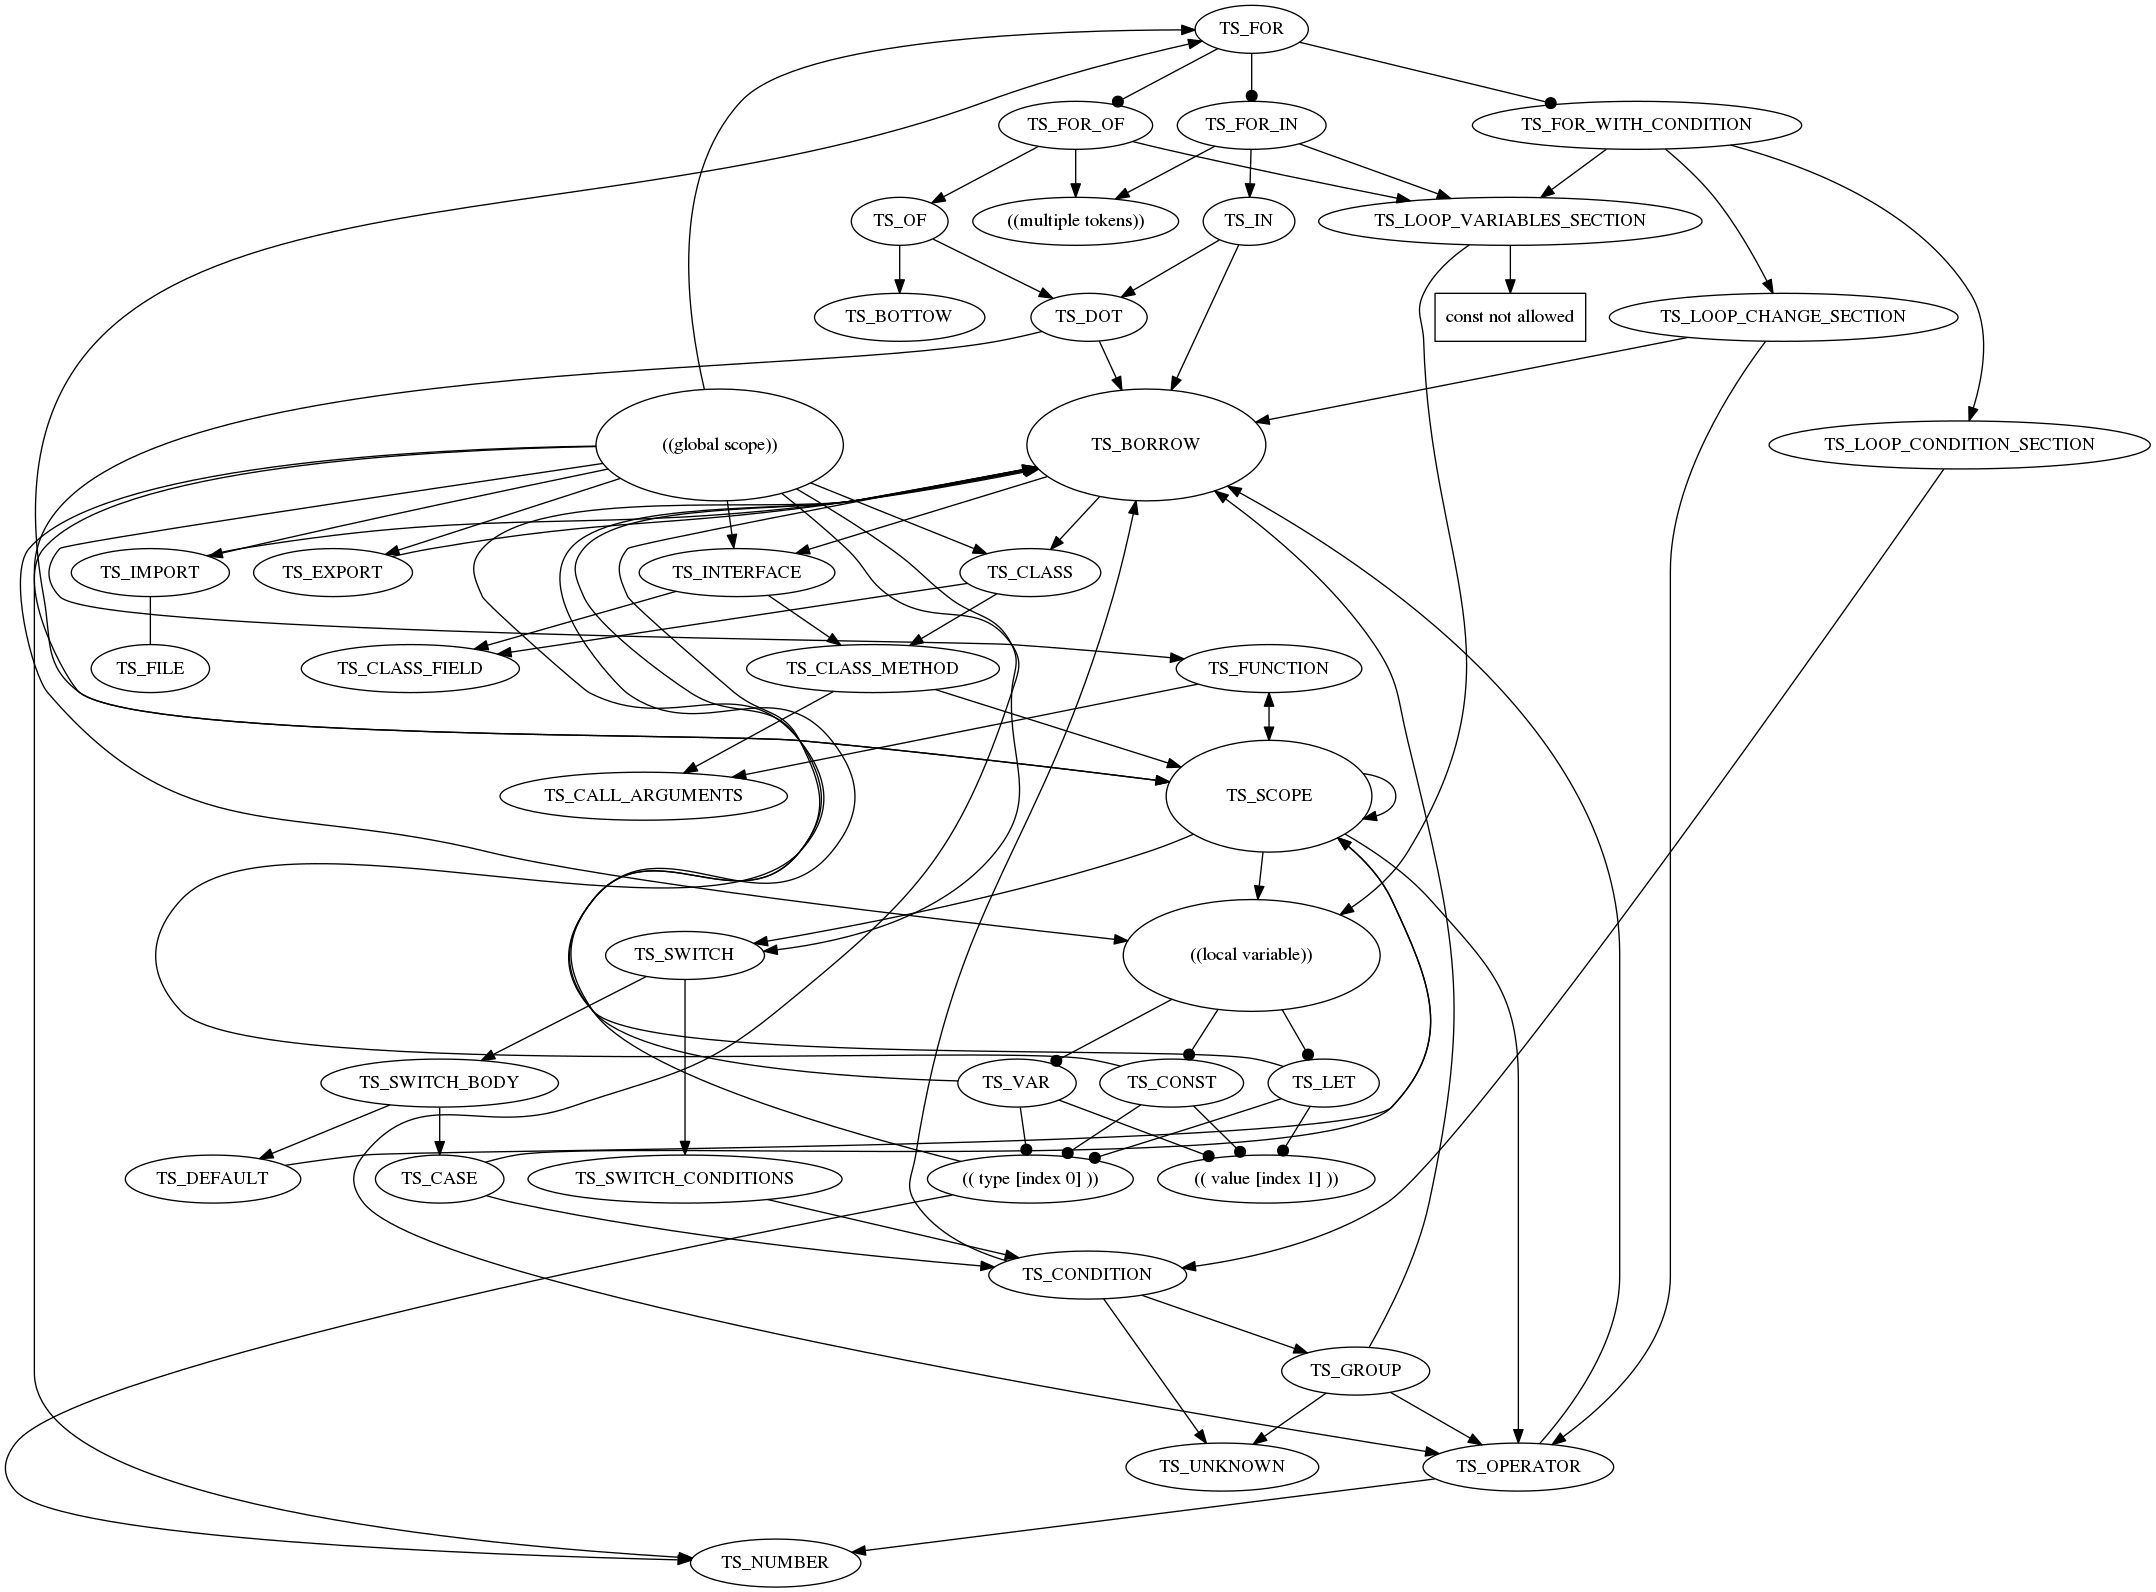 TS_FOR
TS_FOR_OF
TS_FOR_IN
TS_FOR_WITH_CONDITION
TS_OF
((multiple tokens))
TS_IN
TS_LOOP_VARIABLES_SECTION
TS_BOTTOW
TS_DOT
const not allowed
TS_LOOP_CHANGE_SECTION
((global scope))
TS_BORROW
TS_LOOP_CONDITION_SECTION
TS_IMPORT
TS_EXPORT
TS_INTERFACE
TS_CLASS
TS_FILE
TS_CLASS_FIELD
TS_CLASS_METHOD
TS_FUNCTION
TS_CALL_ARGUMENTS
TS_SCOPE
TS_SWITCH
((local variable))
TS_SWITCH_BODY
TS_VAR
TS_CONST
TS_LET
TS_DEFAULT
TS_CASE
TS_SWITCH_CONDITIONS
(( type [index 0] ))
(( value [index 1] ))
TS_CONDITION
TS_GROUP
TS_UNKNOWN
TS_OPERATOR
TS_NUMBER